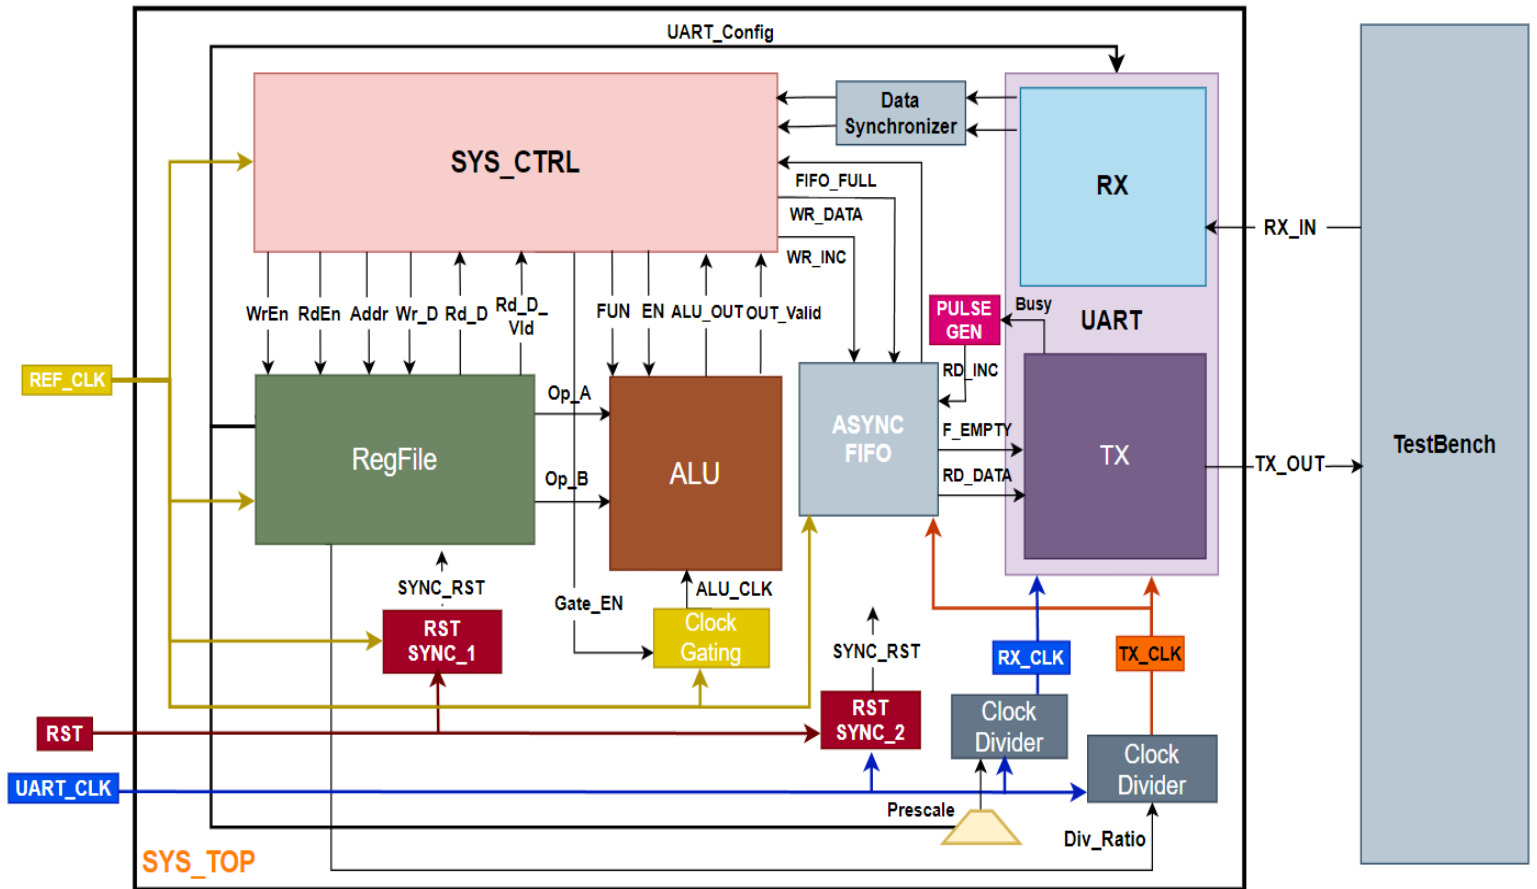 UART_Config
Data
Synchronizer
SYS_CTRL
RX
FIFO_FULL
WR_DATA
WR_INC
RX_IN
WrEn
RdEn
Addr
Wr_D
Rd_D
Rd_D_
Vld
FUN
EN
ALU_OUT
OUT_Valid
PULSE
GEN
Busy
UART
REF_CLK
RD_INC
Op_A
RegFile
ALU
ASYNC
FIFO
F_EMPTY
TX
TestBench
Op_B
RD_DATA
TX_OUT
SYNC_RST
ALU_CLK
Gate_EN
RST
SYNC_1
Clock
Gating
SYNC_RST
RX_CLK
TX_CLK
RST
RST
SYNC_2
Clock
Divider
Clock
Divider
UART_CLK
Prescale
Div_Ratio
SYS_TOP